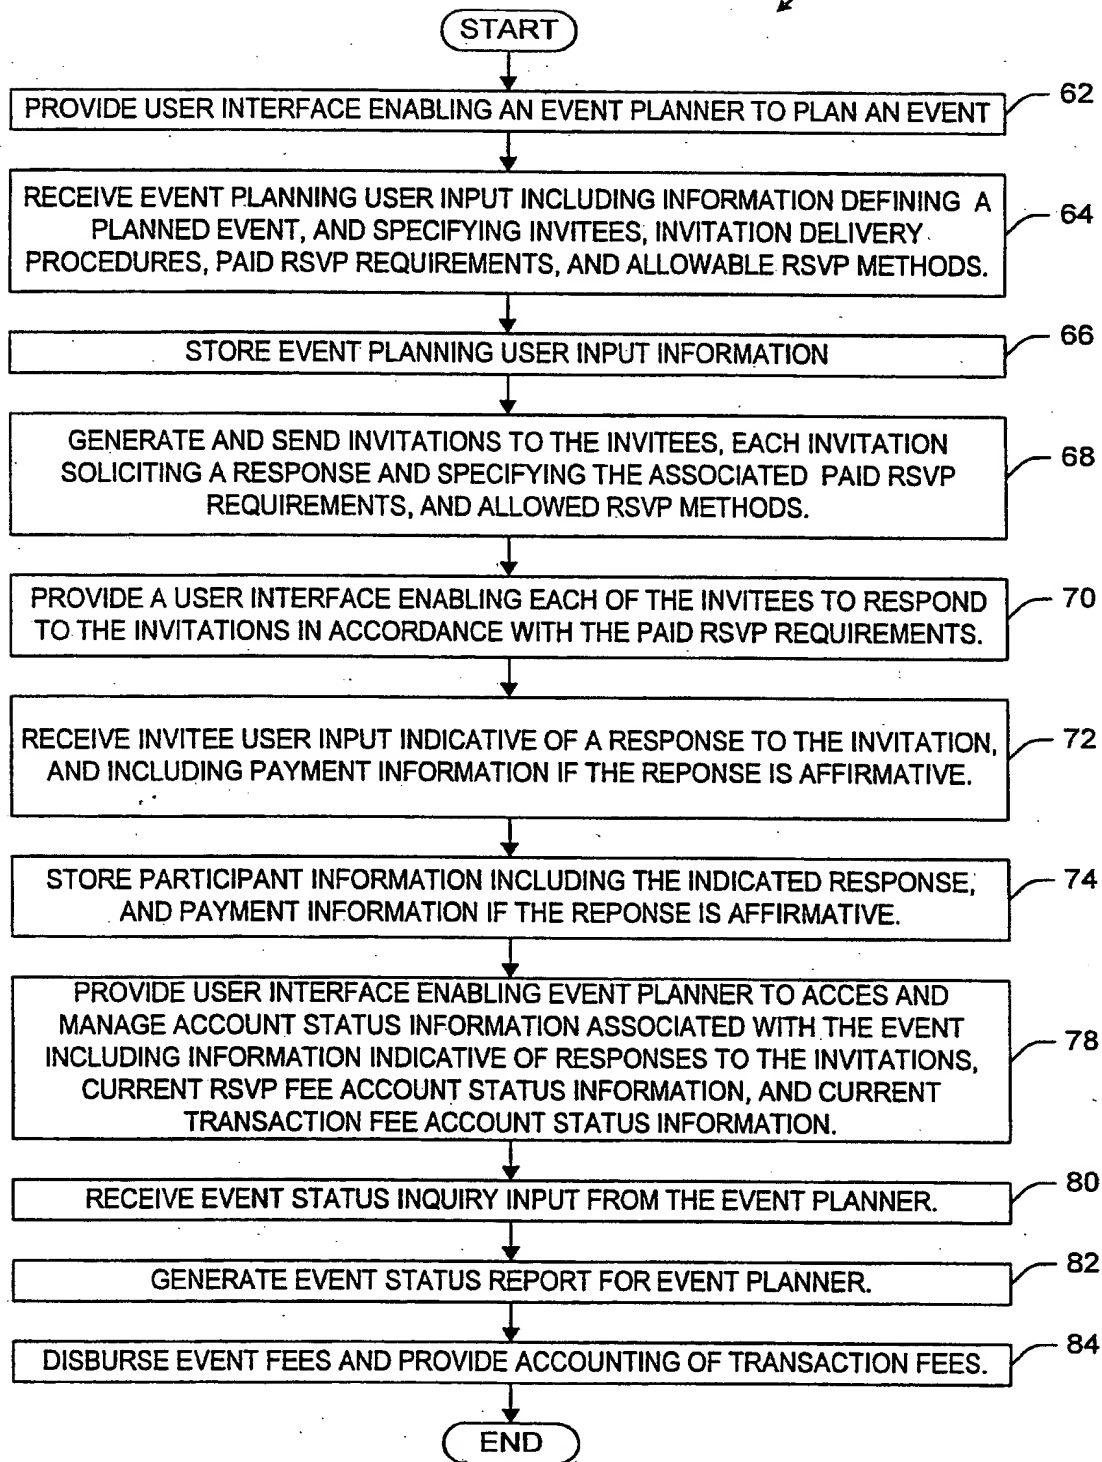 START
PROVIDE USER INTERFACE ENABLING AN EVENT PLANNER TO PLAN AN EVENT
62
RECEIVE EVENT PLANNING USER INPUT INCLUDING INFORMATION DEFINING A
PLANNED EVENT, AND SPECIFYING INVITEES, INVITATION DELIVERY
PROCEDURES, PAID RSVP REQUIREMENTS, AND ALLOWABLE RSVP METHODS.
64
STORE EVENT PLANNING USER INPUT INFORMATION
66
GENERATE AND SEND INVITATIONS TO THE INVITEES, EACH INVITATION
SOLICITING A RESPONSE AND SPECIFYING THE ASSOCIATED PAID RSVP
REQUIREMENTS, AND ALLOWED RSVP METHODS.
68
PROVIDE A USER INTERFACE ENABLING EACH OF THE INVITEES TO RESPOND
TO THE INVITATIONS IN ACCORDANCE WITH THE PAID RSVP REQUIREMENTS.
70
RECEIVE INVITEE USER INPUT INDICATIVE OF A RESPONSE TO THE INVITATION,
AND INCLUDING PAYMENT INFORMATION IF THE REPONSE IS AFFIRMATIVE.
72
STORE PARTICIPANT INFORMATION INCLUDING THE INDICATED RESPONSE,
AND PAYMENT INFORMATION IF THE REPONSE IS AFFIRMATIVE.
74
PROVIDE USER INTERFACE ENABLING EVENT PLANNER TO ACCES AND
MANAGE ACCOUNT STATUS INFORMATION ASSOCIATED WITH THE EVENT
INCLUDING INFORMATION INDICATIVE OF RESPONSES TO THE INVITATIONS,
CURRENT RSVP FEE ACCOUNT STATUS INFORMATION, AND CURRENT
TRANSACTION FEE ACCOUNT STATUS INFORMATION.
78
RECEIVE EVENT STATUS INQUIRY INPUT FROM THE EVENT PLANNER.
80
GENERATE EVENT STATUS REPORT FOR EVENT PLANNER.
82
DISBURSE EVENT FEES AND PROVIDE ACCOUNTING OF TRANSACTION FEES.
84
END